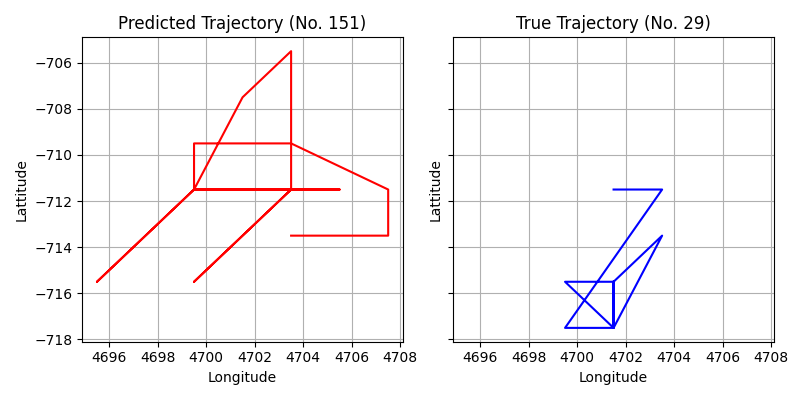 Predicted Trajectory (No. 151)
True Trajectory (No. 29)
Lattitude
−706
−708
−710
−712
−714
−716
−718
4696 4698 4700 4702 4704 4706 4708
Longitude
Lattitude
4696 4698 4700 4702 4704 4706 4708
Longitude